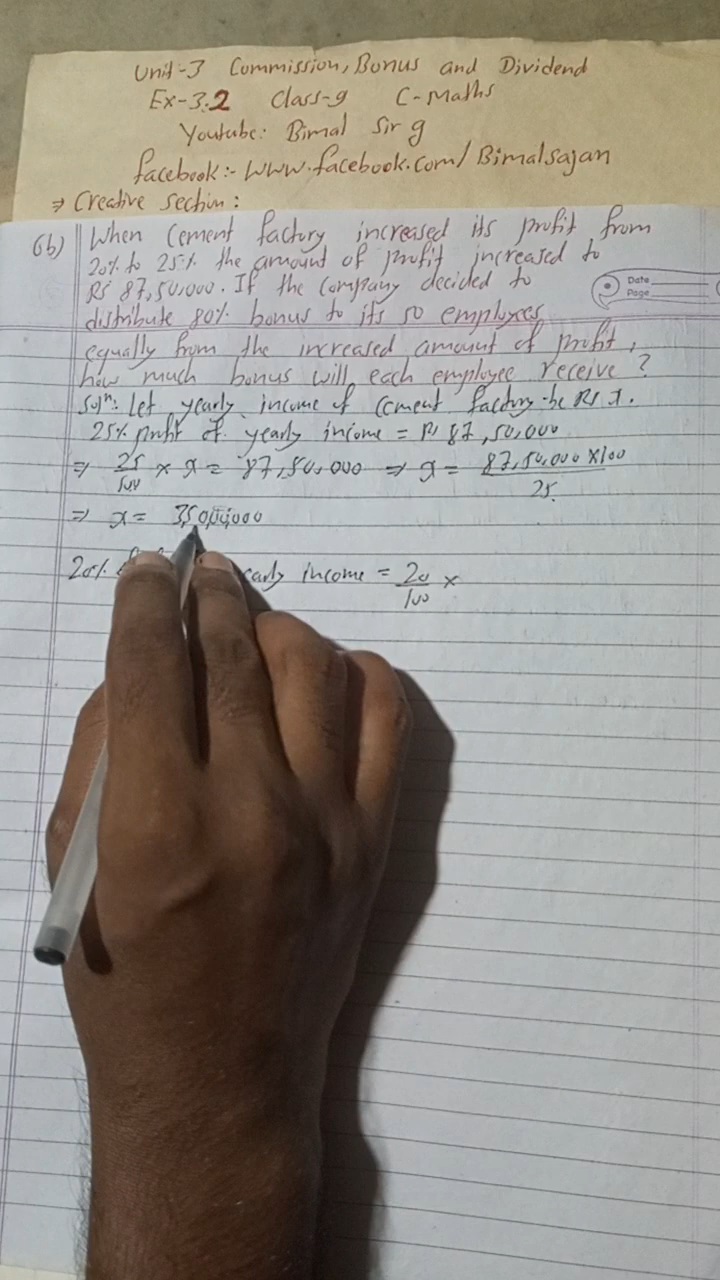 Unit-3 Commission, Bonus and Dividend
Ex-3.2 Class-9 C-Maths
Youtube: Bimal Sir g
facebook:- www.facebook.com/Bimalsajan
⇒ Creative Section:
6b) When Cement factory increased its profit from
20% to 25% the amount of profit increased to
RS 87,50,000. If the company decided to
Date
Page
distribute 80% bonus to its 50 employees
equally from the increased amount of profit,
how much bonus will each employee receive?
Solⁿ: Let yearly income of Cement factory be RS x.
25% profit of yearly income = RS 87,50,000
⇒ 25/100 × x = 87,50,000 ⇒ x = 87,50,000 × 100/25
⇒ x =
20% early income = 20/100 ×